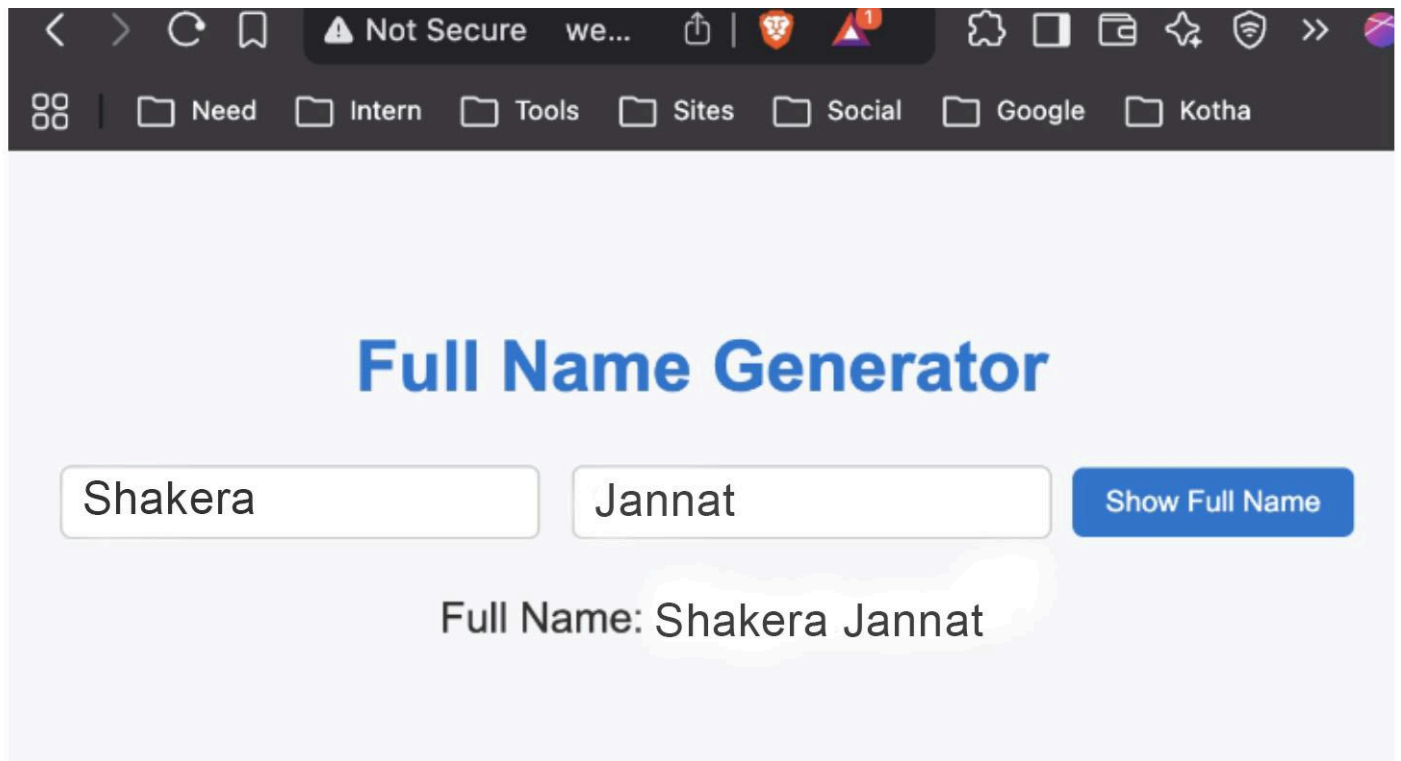 Not Secure we... 1
Need Intern Tools Sites Social Google Kotha
Full Name Generator
Shakera Jannat Show Full Name
Full Name: Shakera Jannat